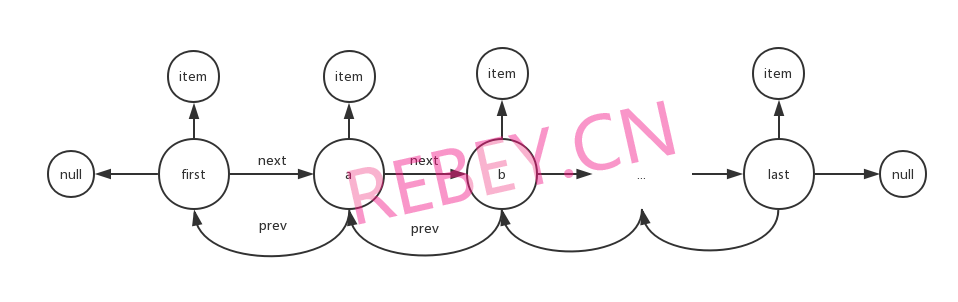 item
item
item
item
null
first
next
a
next
b
...
last
null
prev
prev
REBEY.CN